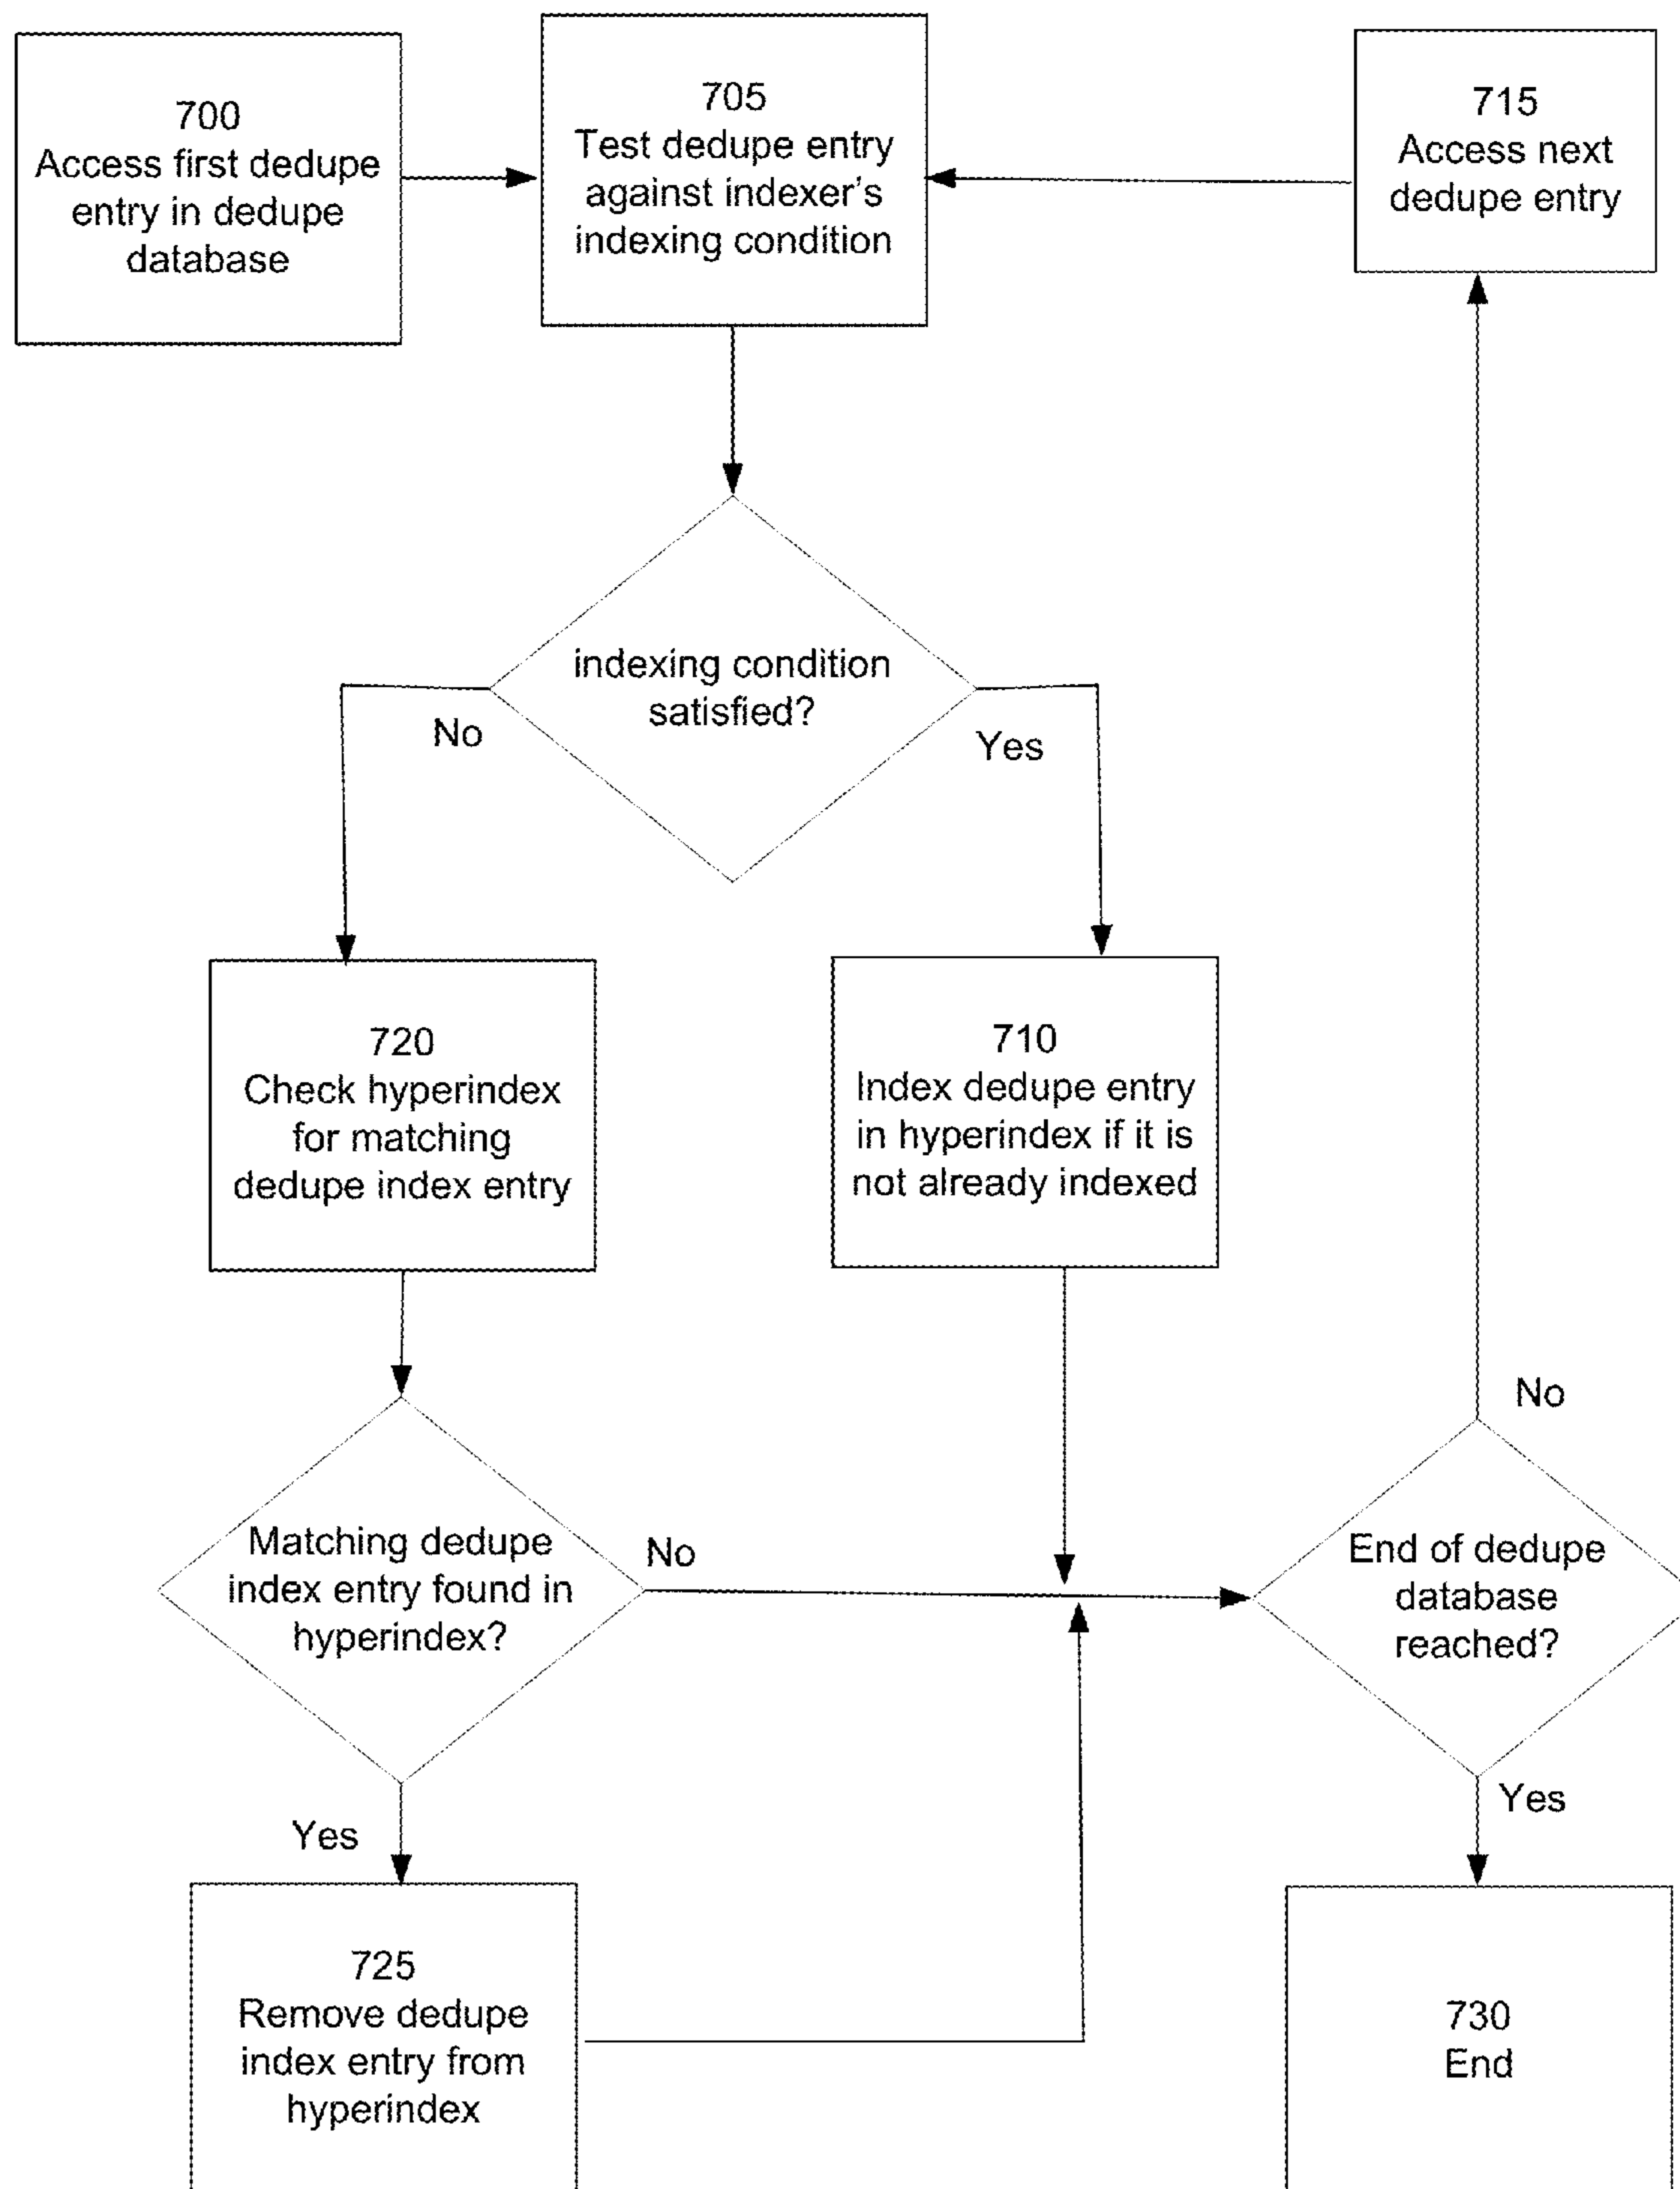 700
Access first dedupe
entry in dedupe
database
705
Test dedupe entry
against indexer's
indexing condition
715
Access next
dedupe entry
indexing condition
satisfied?
No
Yes
720
Check hyperindex
for matching
dedupe index entry
710
Index dedupe entry
in hyperindex if it is
not already indexed
Matching dedupe
index entry found in
hyperindex?
No
End of dedupe
database
reached?
No
Yes
Yes
725
Remove dedupe
index entry from
hyperindex
730
End